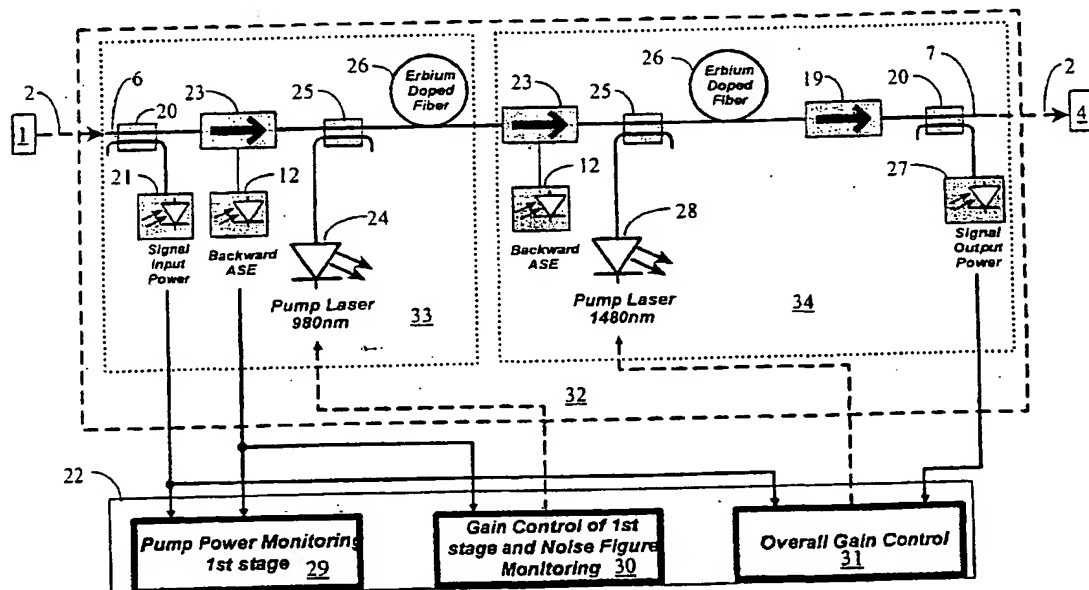 26
Erbium
Doped
Fiber
26
Erbium
Doped
Fiber
2
6
20
23
25
23
25
19
20
7
2
1
4
21
12
24
12
28
27
Signal
Input
Power
Backward
ASE
Pump Laser
980nm
33
Backward
ASE
Pump Laser
1480nm
34
Signal
Output
Power
32
22
Pump Power Monitoring
1st stage
29
Gain Control of 1st
stage and Noise Figure
Monitoring
30
Overall Gain Control
31